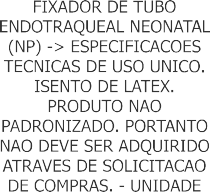 FIXADOR DE TUBO
ENDOTRAQUEAL NEONATAL
(NP) -> ESPECIFICACOES
TECNICAS DE USO UNICO.
ISENTO DE LATEX.
PRODUTO NAO
PADRONIZADO. PORTANTO
NAO DEVE SER ADQUIRIDO
ATRAVES DE SOLICITACAO
DE COMPRAS. - UNIDADE